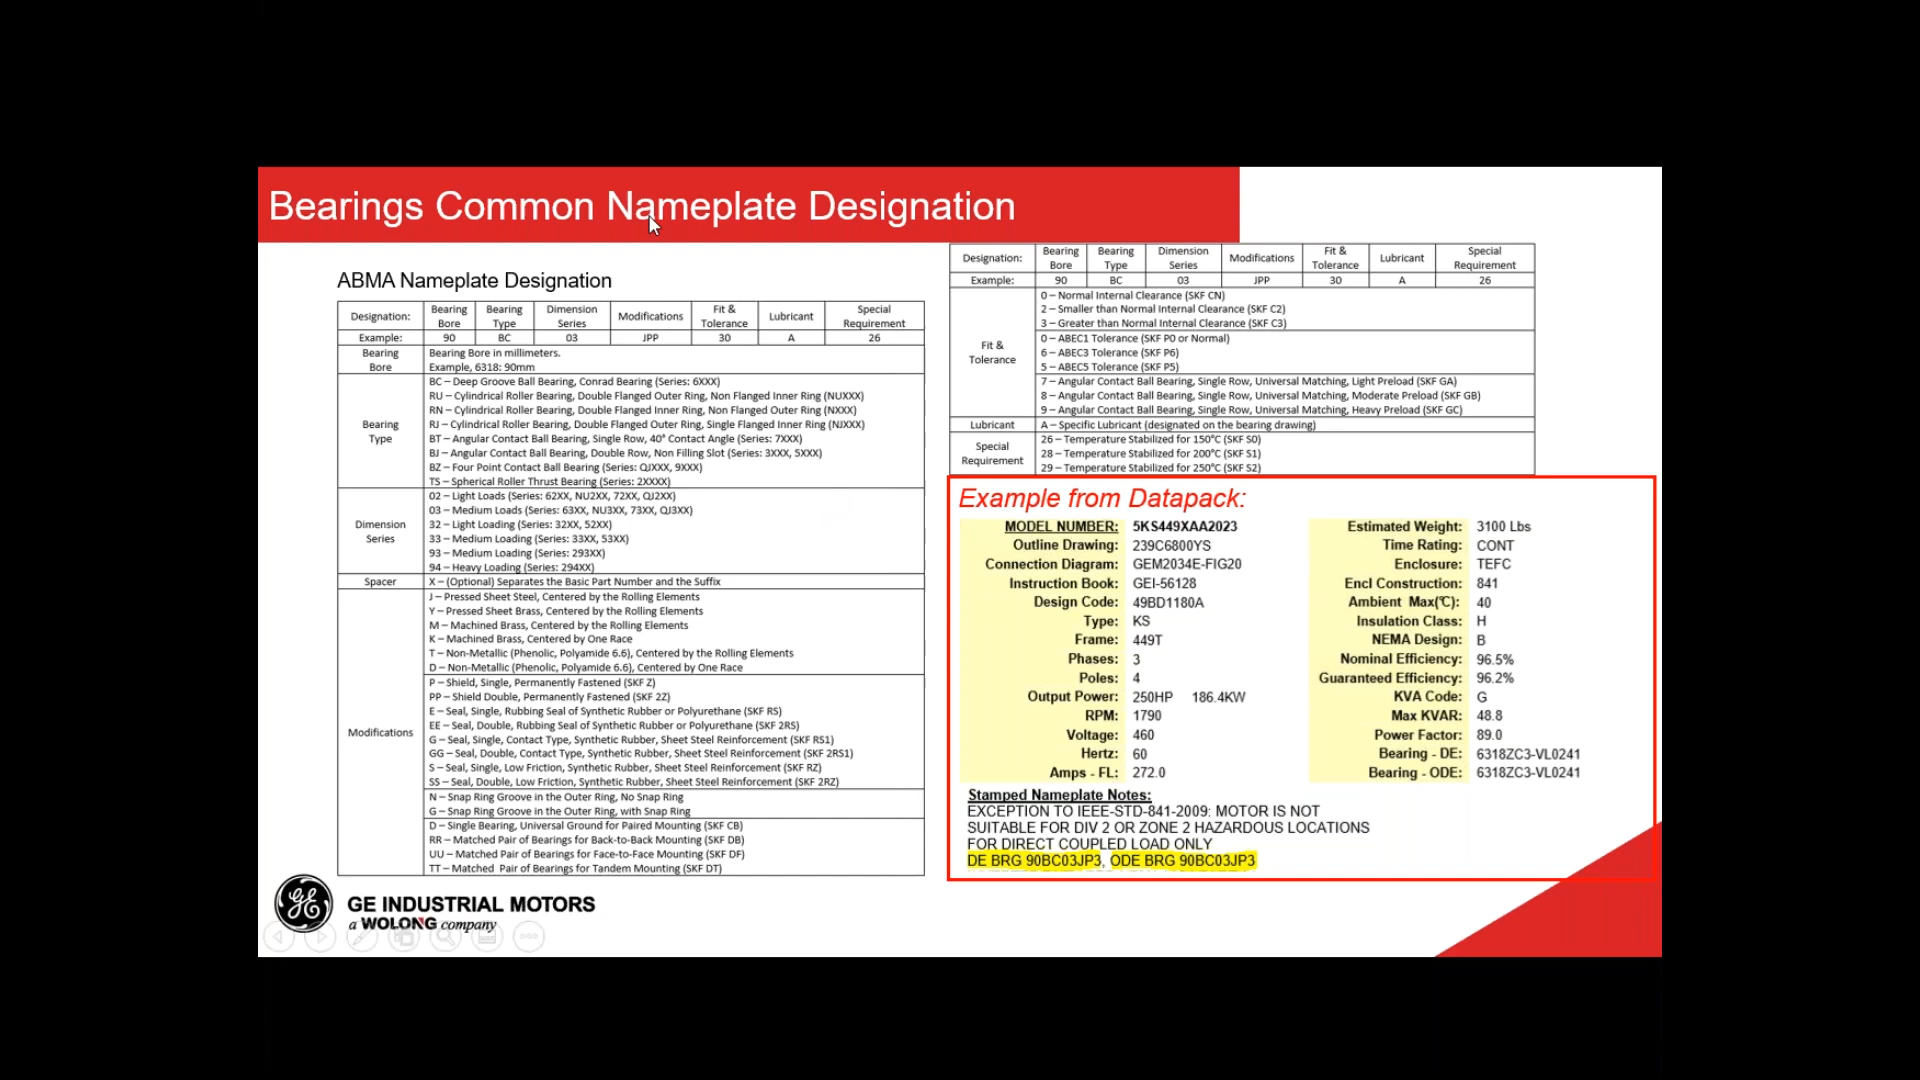 Bearings Common Nameplate Designation
ABMA Nameplate Designation
Designation: Bearing Bore Bearing Type Dimension Series Modifications Fit & Tolerance Lubricant Special Requirement
Example: 90 BC 03 JPP 30 A 26
Bearing Bore
Bearing Bore in millimeters.
Example, 6318: 90mm
Bearing Type
BC – Deep Groove Ball Bearing, Conrad Bearing (Series: 6XXX)
RU – Cylindrical Roller Bearing, Double Flanged Outer Ring, Non Flanged Inner Ring (NUXXX)
RN – Cylindrical Roller Bearing, Double Flanged Inner Ring, Non Flanged Outer Ring (NXXX)
RJ – Cylindrical Roller Bearing, Double Flanged Outer Ring, Single Flanged Inner Ring (NJXXX)
BT – Angular Contact Ball Bearing, Single Row, 40° Contact Angle (Series: 7XXX)
BJ – Angular Contact Ball Bearing, Double Row, Non Filling Slot (Series: 3XXX, 5XXX)
BZ – Four Point Contact Ball Bearing (Series: QJXXX, 9XXX)
TS – Spherical Roller Thrust Bearing (Series: 2XXXX)
Dimension Series
02 – Light Loads (Series: 62XX, NU2XX, 72XX, QJ2XX)
03 – Medium Loads (Series: 63XX, NU3XX, 73XX, QJ3XX)
32 – Light Loading (Series: 32XX, 52XX)
33 – Medium Loading (Series: 33XX, 53XX)
93 – Medium Loading (Series: 293XX)
94 – Heavy Loading (Series: 294XX)
Spacer X – (Optional) Separates the Basic Part Number and the Suffix
Modifications
J – Pressed Sheet Steel, Centered by the Rolling Elements
Y – Pressed Sheet Brass, Centered by the Rolling Elements
M – Machined Brass, Centered by the Rolling Elements
K – Machined Brass, Centered by One Race
T – Non-Metallic (Phenolic, Polyamide 6.6), Centered by the Rolling Elements
D – Non-Metallic (Phenolic, Polyamide 6.6), Centered by One Race
P – Shield, Single, Permanently Fastened (SKF Z)
PP – Shield Double, Permanently Fastened (SKF 2Z)
E – Seal, Single, Rubbing Seal of Synthetic Rubber or Polyurethane (SKF RS)
EE – Seal, Double, Rubbing Seal of Synthetic Rubber or Polyurethane (SKF 2RS)
G – Seal, Single, Contact Type, Synthetic Rubber, Sheet Steel Reinforcement (SKF RS1)
GG – Seal, Double, Contact Type, Synthetic Rubber, Sheet Steel Reinforcement (SKF 2RS1)
S – Seal, Single, Low Friction, Synthetic Rubber, Sheet Steel Reinforcement (SKF RZ)
SS – Seal, Double, Low Friction, Synthetic Rubber, Sheet Steel Reinforcement (SKF 2RZ)
N – Snap Ring Groove in the Outer Ring, No Snap Ring
G – Snap Ring Groove in the Outer Ring, with Snap Ring
D – Single Bearing, Universal Ground for Paired Mounting (SKF CB)
RR – Matched Pair of Bearings for Back-to-Back Mounting (SKF DB)
UU – Matched Pair of Bearings for Face-to-Face Mounting (SKF DF)
TT – Matched Pair of Bearings for Tandem Mounting (SKF DT)
Designation: Bearing Bore Bearing Type Dimension Series Modifications Fit & Tolerance Lubricant Special Requirement
Example: 90 BC 03 JPP 30 A 26
Fit & Tolerance
0 – Normal Internal Clearance (SKF CN)
2 – Smaller than Normal Internal Clearance (SKF C2)
3 – Greater than Normal Internal Clearance (SKF C3)
0 – ABEC1 Tolerance (SKF P0 or Normal)
6 – ABEC3 Tolerance (SKF P6)
5 – ABEC5 Tolerance (SKF P5)
7 – Angular Contact Ball Bearing, Single Row, Universal Matching, Light Preload (SKF GA)
8 – Angular Contact Ball Bearing, Single Row, Universal Matching, Moderate Preload (SKF GB)
9 – Angular Contact Ball Bearing, Single Row, Universal Matching, Heavy Preload (SKF GC)
Lubricant A – Specific Lubricant (designated on the bearing drawing)
Special Requirement
26 – Temperature Stabilized for 150°C (SKF S0)
28 – Temperature Stabilized for 200°C (SKF S1)
29 – Temperature Stabilized for 250°C (SKF S2)
Example from Datapack:
MODEL NUMBER: 5KS449XAA2023
Outline Drawing: 239C6800YS
Connection Diagram: GEM2034E-FIG20
Instruction Book: GEI-56128
Design Code: 49BD1180A
Type: KS
Frame: 449T
Phases: 3
Poles: 4
Output Power: 250HP 186.4KW
RPM: 1790
Voltage: 460
Hertz: 60
Amps - FL: 272.0
Estimated Weight: 3100 Lbs
Time Rating: CONT
Enclosure: TEFC
Encl Construction: 841
Ambient Max(℃): 40
Insulation Class: H
NEMA Design: B
Nominal Efficiency: 96.5%
Guaranteed Efficiency: 96.2%
KVA Code: G
Max KVAR: 48.8
Power Factor: 89.0
Bearing - DE: 6318ZC3-VL0241
Bearing - ODE: 6318ZC3-VL0241
Stamped Nameplate Notes:
EXCEPTION TO IEEE-STD-841-2009: MOTOR IS NOT
SUITABLE FOR DIV 2 OR ZONE 2 HAZARDOUS LOCATIONS
FOR DIRECT COUPLED LOAD ONLY
DE BRG 90BC03JP3, ODE BRG 90BC03JP3
GE INDUSTRIAL MOTORS
a WOLONG company